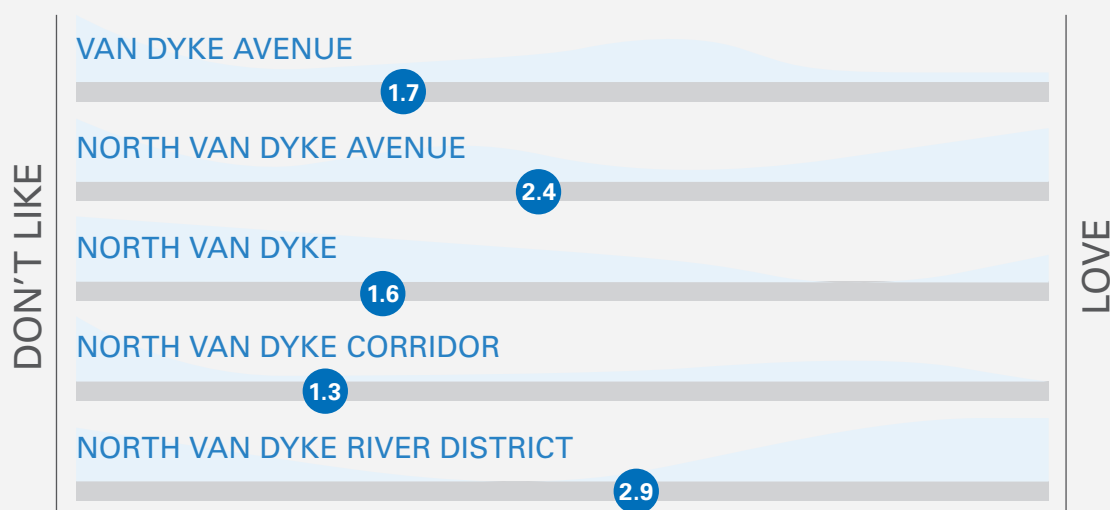 DON'T LIKE
VAN DYKE AVENUE
1.7
NORTH VAN DYKE AVENUE
2.4
NORTH VAN DYKE
1.6
NORTH VAN DYKE CORRIDOR
1.3
NORTH VAN DYKE RIVER DISTRICT
2.9
LOVE